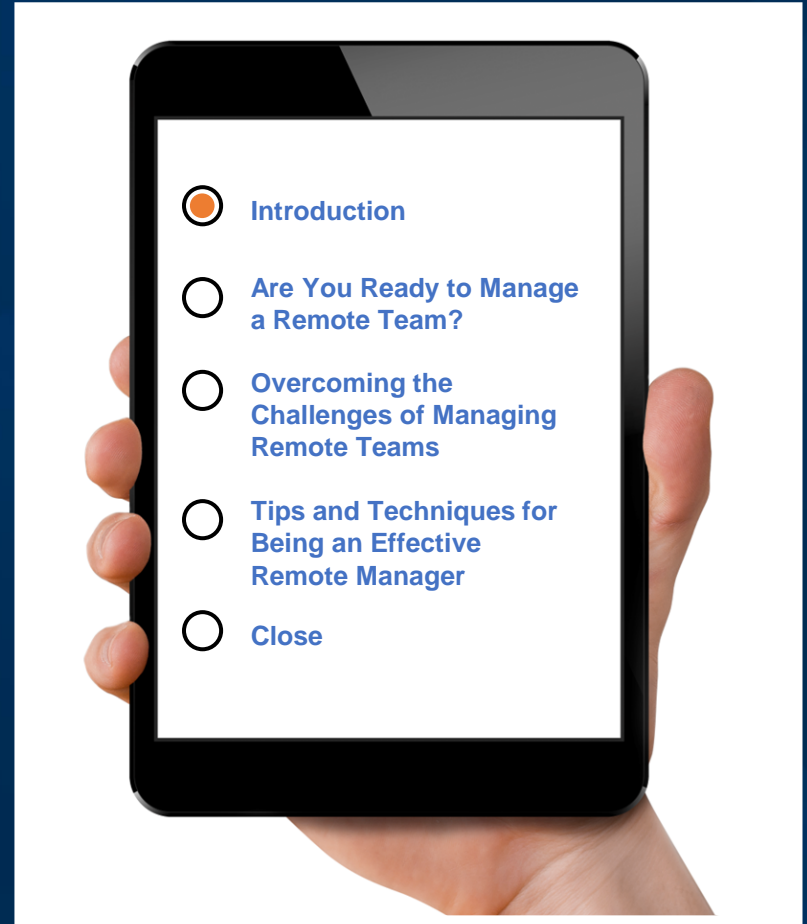 Introduction
Are You Ready to Manage
a Remote Team?
Overcoming the
Challenges of Managing
Remote Teams
Tips and Techniques for
Being an Effective
Remote Manager
Close